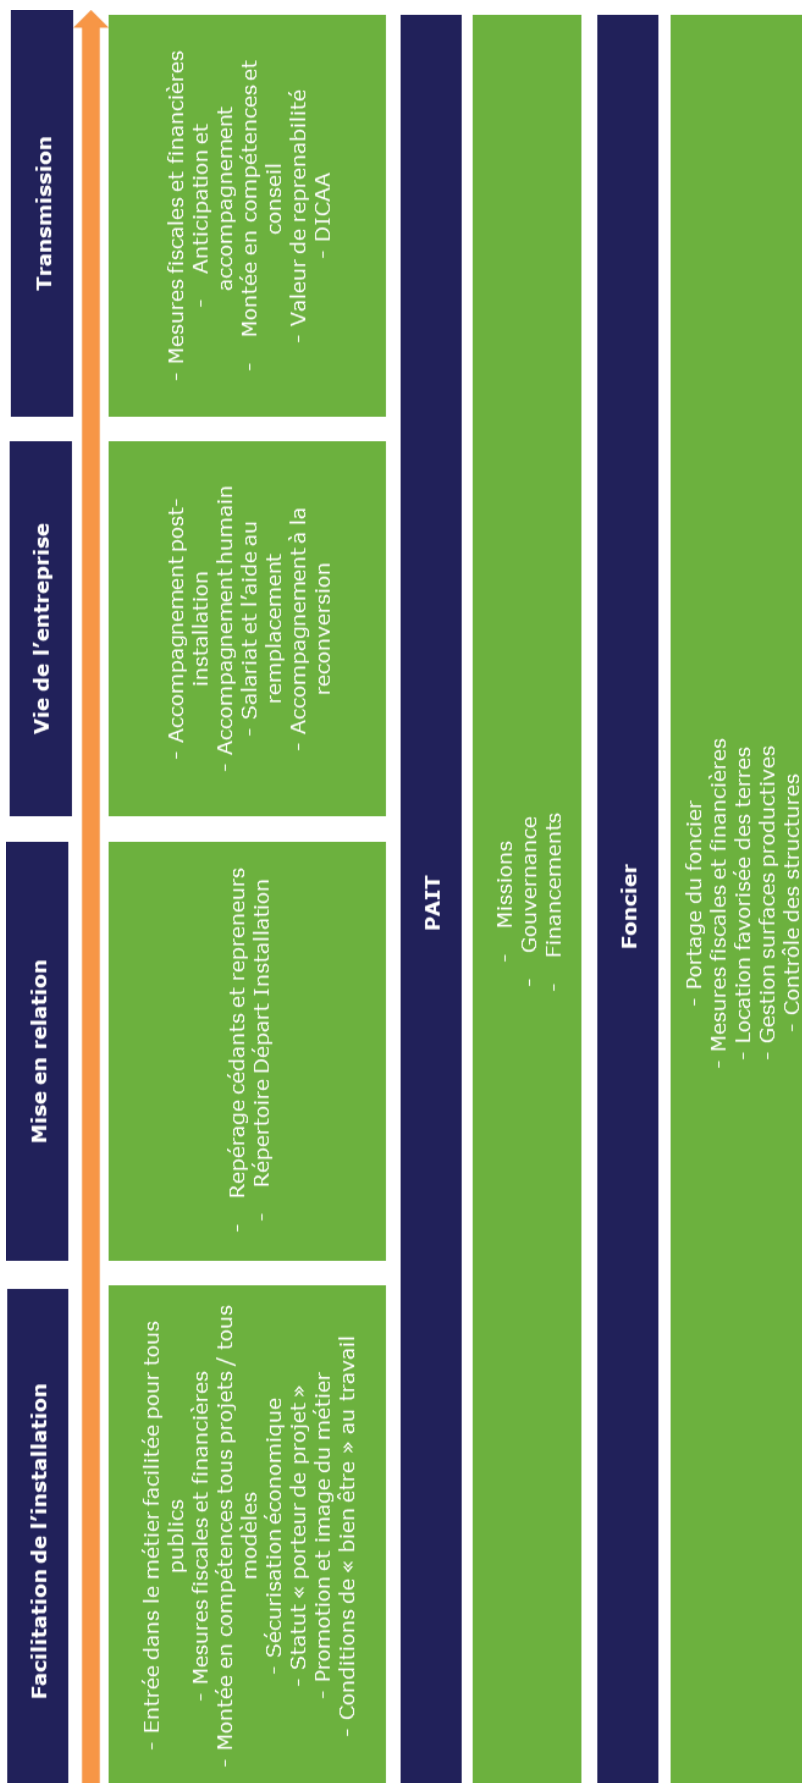 Facilitation de l'installation
- Entrée dans le métier facilitée pour tous
publics
- Mesures fiscales et financières
- Montée en compétences tous projets / tous
modèles
- Sécurisation économique
- Statut « porteur de projet »
- Promotion et image du métier
- Conditions de « bien être » au travail
Mise en relation
- Repérage cédants et repreneurs
- Répertoire Départ Installation
Vie de l'entreprise
- Accompagnement post-
installation
- Accompagnement humain
- Salariat et l'aide au
remplacement
- Accompagnement à la
reconversion
Transmission
- Mesures fiscales et financières
- Anticipation et
accompagnement
- Montée en compétences et
conseil
- Valeur de reprenabilité
- DICAA
PAIT
- Missions
- Gouvernance
- Financements
Foncier
- Portage du foncier
- Mesures fiscales et financières
- Location favorisée des terres
- Gestion surfaces productives
- Contrôle des structures